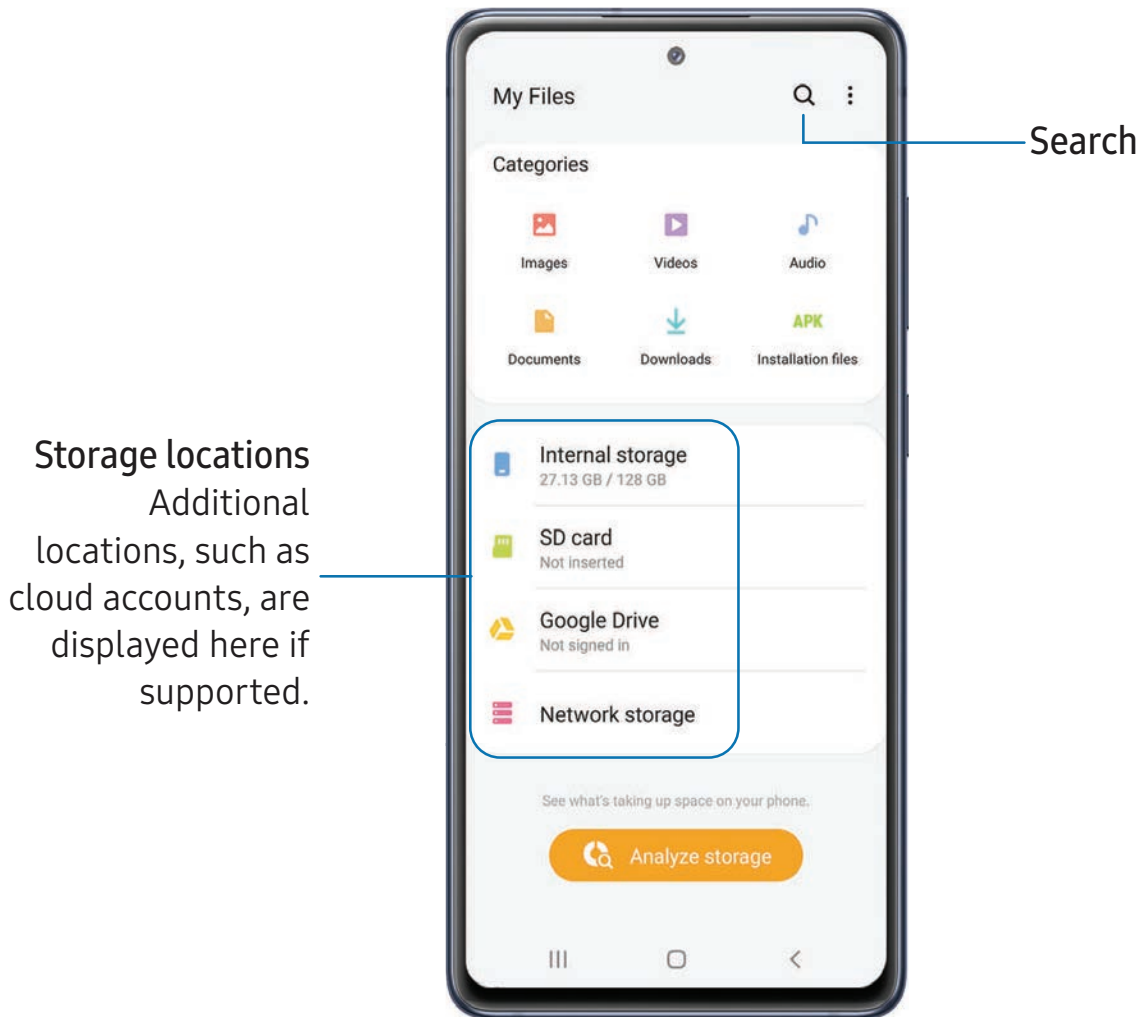 My Files
Search
Categories
Images Videos Audio
APK
Documents Downloads Installation files
Storage locations
Additional
locations, such as
cloud accounts, are
displayed here if
supported.
Internal storage
27.13 GB / 128 GB
SD card
Not inserted
Google Drive
Not signed in
Network storage
See what's taking up space on your phone.
Analyze storage